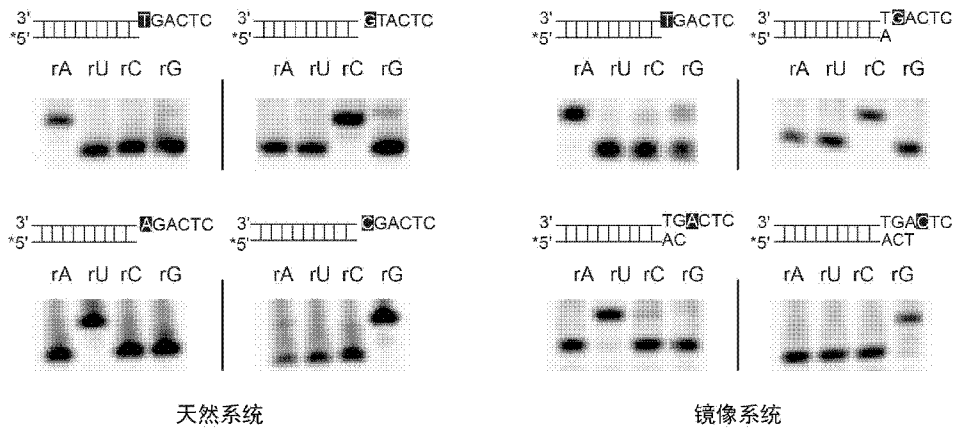 3' TGACTC
*5'
rA rU rC rG
3' GTACTC
*5'
rA rU rC rG
3' TGACTC
*5'
rA rU rC rG
3' TGACTC
*5' A
rA rU rC rG
3' AGACTC
*5'
rA rU rC rG
3' CGACTC
*5'
rA rU rC rG
3' TGACTC
*5' AC
rA rU rC rG
3' TGACTC
*5' ACT
rA rU rC rG
天然系统
镜像系统